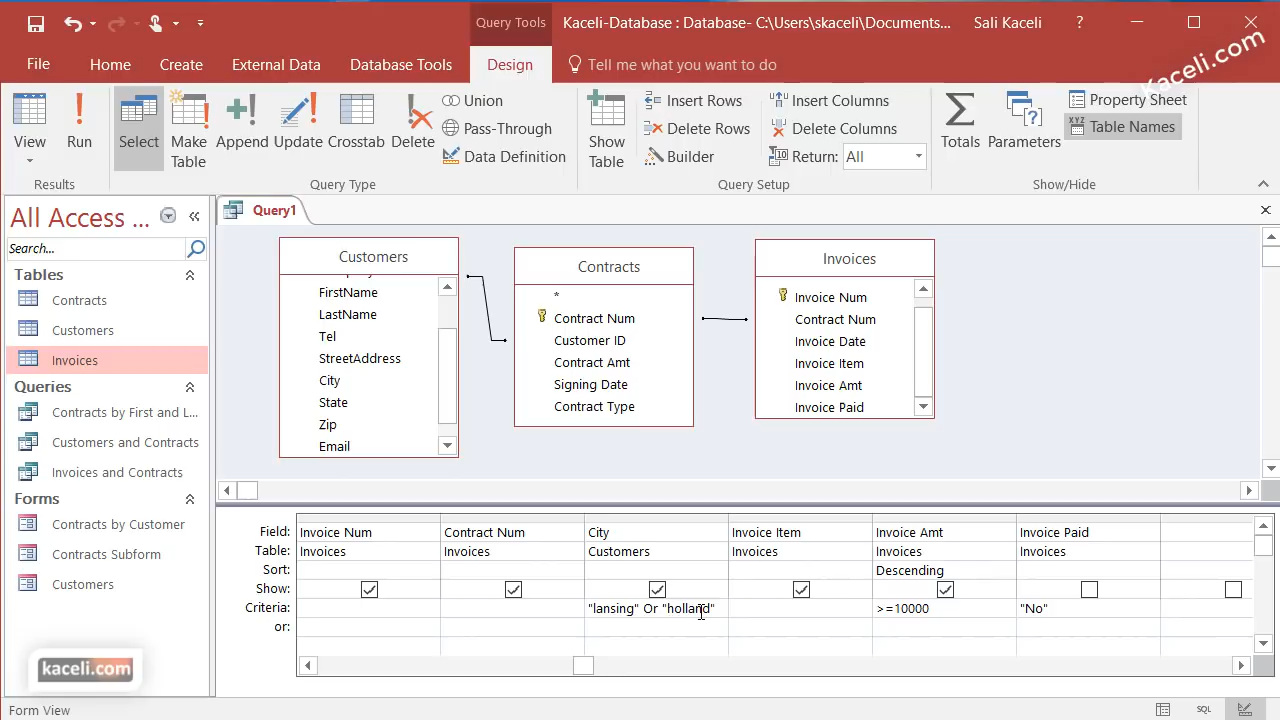 Query Tools
Kaceli-Database : Database- C:\Users\skaceli\Documents...
Sali Kaceli
?
Kaceli.com
File
Home
Create
External Data
Database Tools
Design
Tell me what you want to do
View
Run
Results
Select
Make Table
Append
Update
Crosstab
Delete
Union
Pass-Through
Data Definition
Query Type
Show Table
Insert Rows
Delete Rows
Builder
Insert Columns
Delete Columns
Return: All
Query Setup
Totals
Parameters
Property Sheet
Table Names
Show/Hide
All Access ...
Search...
Tables
Contracts
Customers
Invoices
Queries
Contracts by First and L...
Customers and Contracts
Invoices and Contracts
Forms
Contracts by Customer
Contracts Subform
Customers
kaceli.com
Query1
Customers
FirstName
LastName
Tel
StreetAddress
City
State
Zip
Email
Contracts
*
Contract Num
Customer ID
Contract Amt
Signing Date
Contract Type
Invoices
Invoice Num
Contract Num
Invoice Date
Invoice Item
Invoice Amt
Invoice Paid
Field: Invoice Num Contract Num City Invoice Item Invoice Amt Invoice Paid
Table: Invoices Invoices Customers Invoices Invoices Invoices
Sort: Descending
Show:
Criteria: "lansing" Or "holland" >=10000 "No"
or:
Form View
SQL